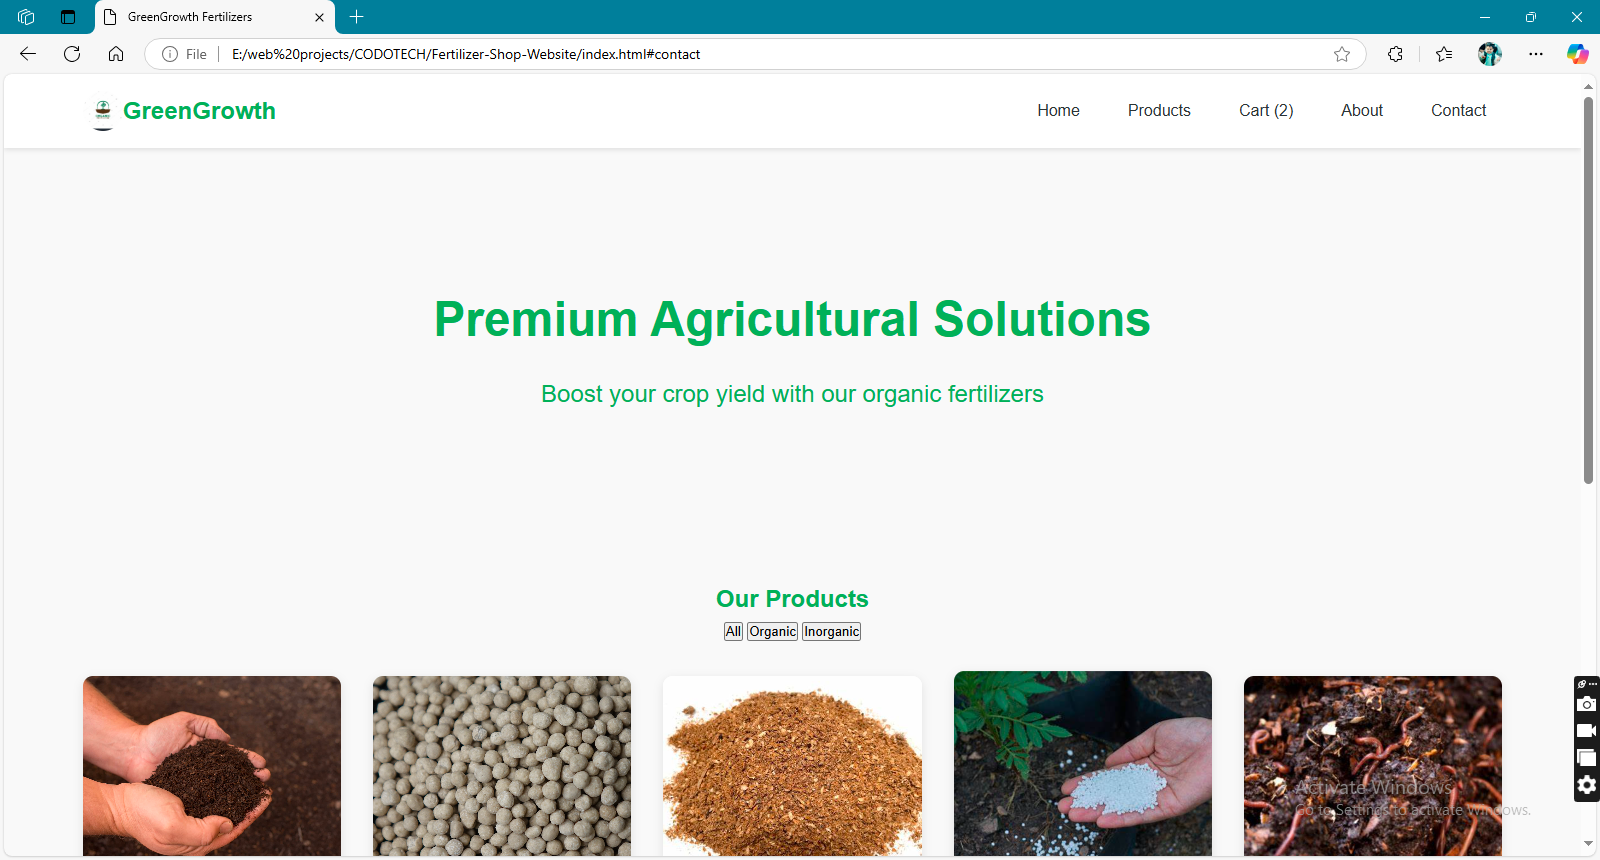 GreenGrowth Fertilizers
File
E:/web%20projects/CODOTECH/Fertilizer-Shop-Website/index.html#contact
GreenGrowth
Home
Products
Cart (2)
About
Contact
Premium Agricultural Solutions
Boost your crop yield with our organic fertilizers
Our Products
All Organic Inorganic
Activate Windows
Go to Settings to activate Windows.